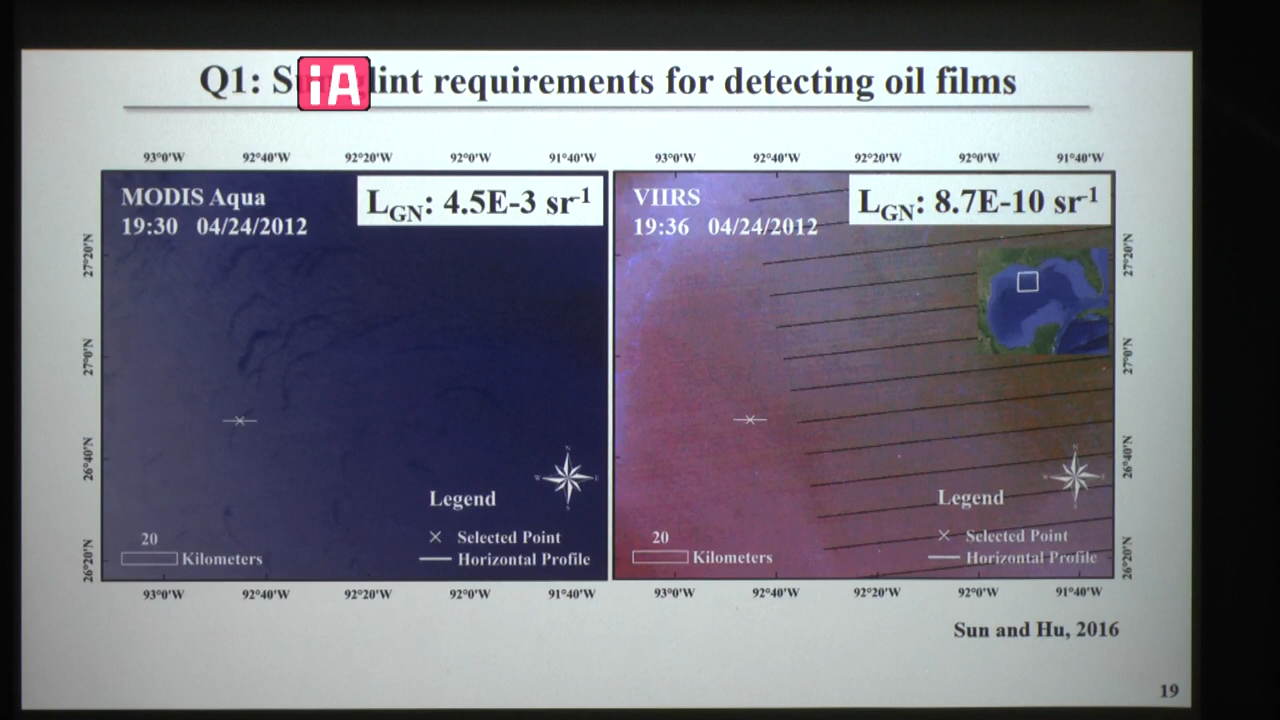 Q1: Sunglint requirements for detecting oil films
iA
93°0'W 92°40'W 92°20'W 92°0'W 91°40'W
93°0'W 92°40'W 92°20'W 92°0'W 91°40'W
MODIS Aqua
19:30 04/24/2012
LGN: 4.5E-3 sr-1
VIIRS
19:36 04/24/2012
LGN: 8.7E-10 sr-1
27°20'N
27°0'N
26°40'N
26°20'N
27°20'N
27°0'N
26°40'N
26°20'N
N
W E
S
Legend
Selected Point
Horizontal Profile
20
Kilometers
N
W E
S
Legend
Selected Point
Horizontal Profile
20
Kilometers
93°0'W 92°40'W 92°20'W 92°0'W 91°40'W
93°0'W 92°40'W 92°20'W 92°0'W 91°40'W
Sun and Hu, 2016
19